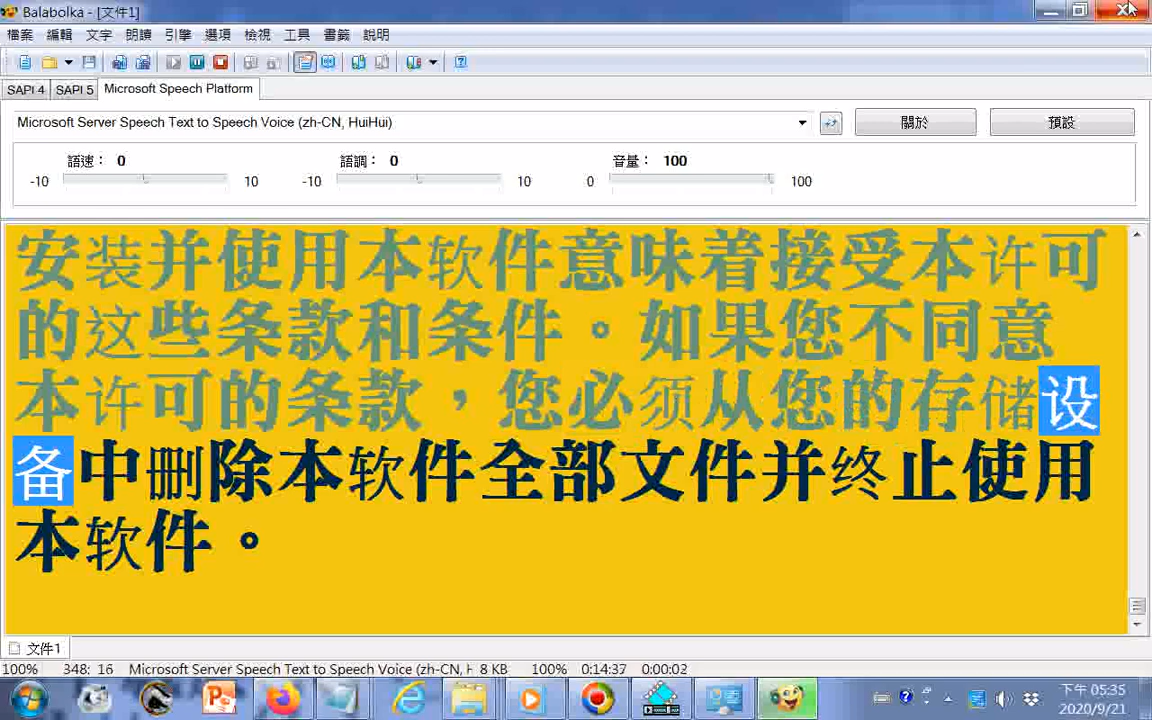 Balabolka - [文件1]
檔案 編輯 文字 朗讀 引擎 選項 檢視 工具 書籤 說明
SAPI 4 SAPI 5 Microsoft Speech Platform
Microsoft Server Speech Text to Speech Voice (zh-CN, HuiHui) 關於 預設
語速: 0 語調: 0 音量: 100
-10 10 -10 10 0 100
安装并使用本软件意味着接受本许可
的这些条款和条件。如果您不同意
本许可的条款，您必须从您的存储设
备中删除本软件全部文件并终止使用
本软件。
文件1
100% 348: 16 Microsoft Server Speech Text to Speech Voice (zh-CN, H 8 KB 100% 0:14:37 0:00:02
下午 05:35
2020/9/21